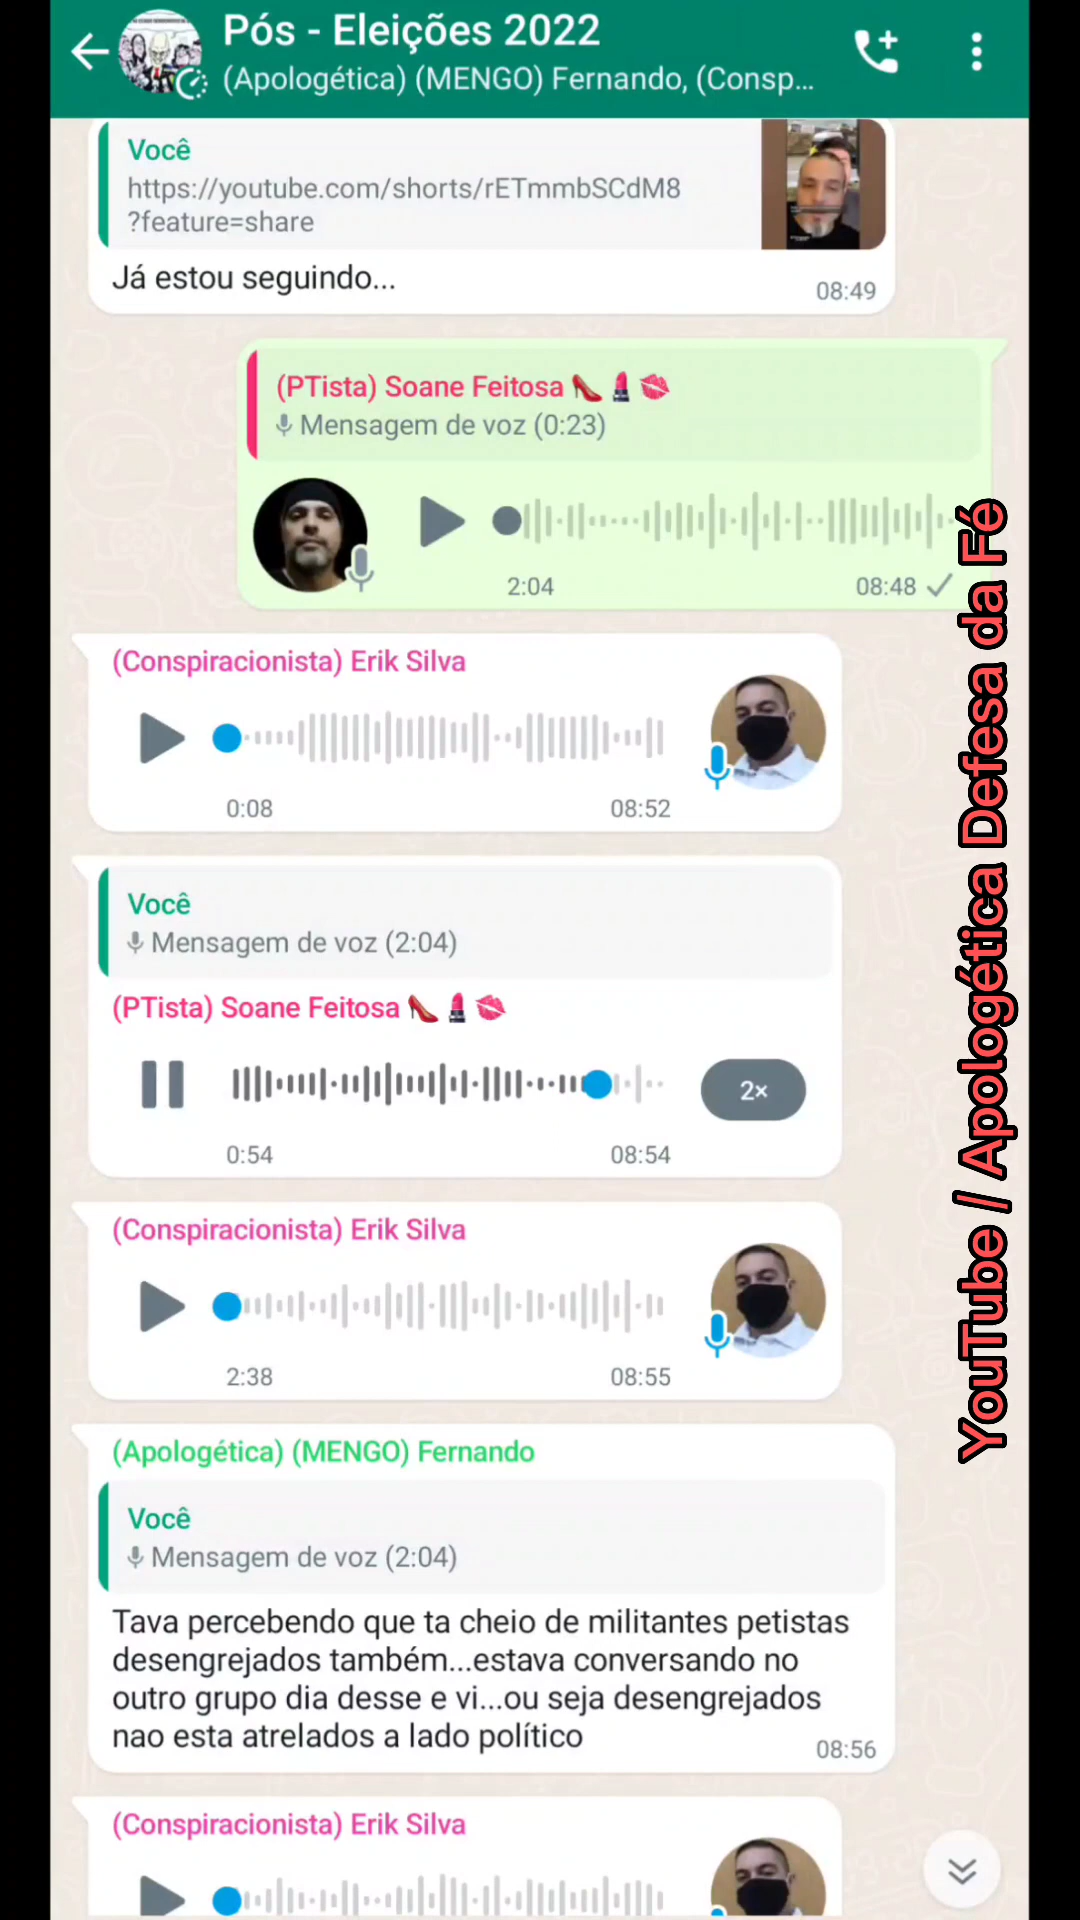 Pós - Eleições 2022
(Apologética) (MENGO) Fernando, (Consp...
Você
https://youtube.com/shorts/rETmmbSCdM8
?feature=share
Já estou seguindo...
08:49
(PTista) Soane Feitosa 👠💄💋
Mensagem de voz (0:23)
2:04
08:48
(Conspiracionista) Erik Silva
0:08
08:52
Você
Mensagem de voz (2:04)
(PTista) Soane Feitosa 👠💄💋
2×
0:54
08:54
(Conspiracionista) Erik Silva
2:38
08:55
(Apologética) (MENGO) Fernando
Você
Mensagem de voz (2:04)
Tava percebendo que ta cheio de militantes petistas
desengrejados também...estava conversando no
outro grupo dia desse e vi...ou seja desengrejados
nao esta atrelados a lado político
08:56
(Conspiracionista) Erik Silva
YouTube / Apologética Defesa da Fé